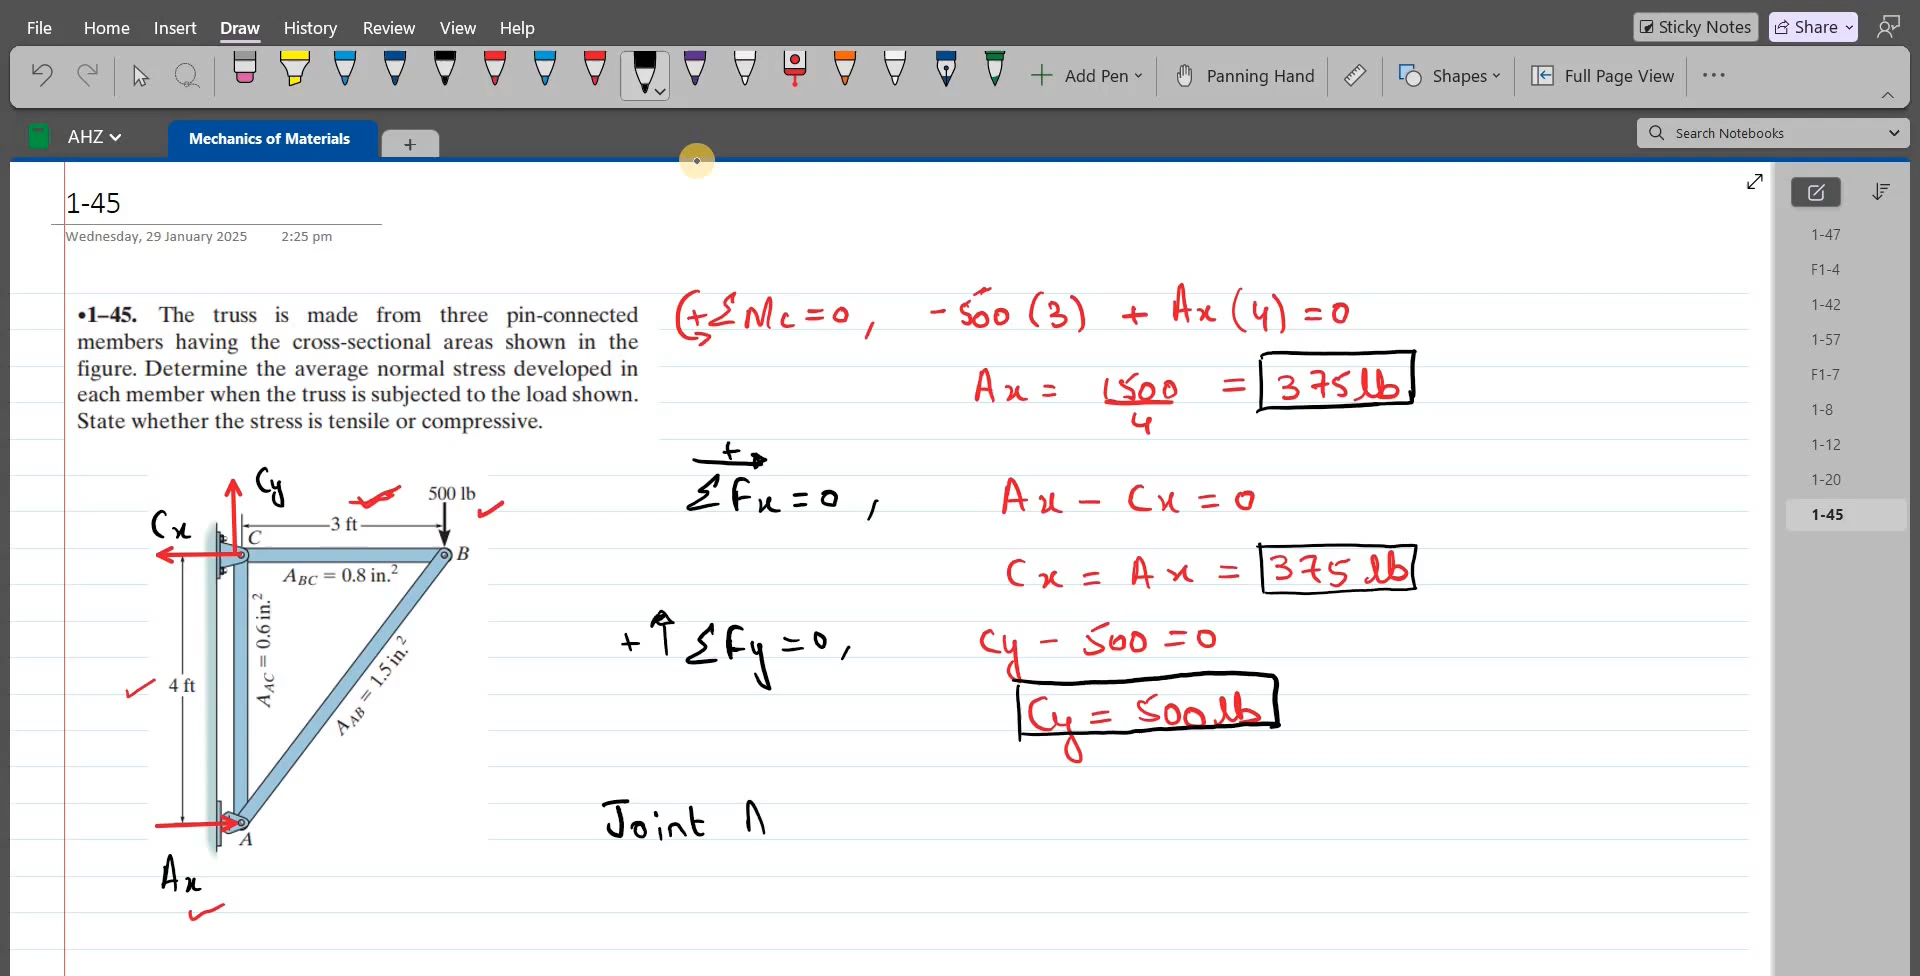 File Home Insert Draw History Review View Help
Sticky Notes Share
Add Pen Panning Hand Shapes Full Page View
AHZ Mechanics of Materials +
Search Notebooks
1-45
Wednesday, 29 January 2025 2:25 pm
•1–45. The truss is made from three pin-connected
members having the cross-sectional areas shown in the
figure. Determine the average normal stress developed in
each member when the truss is subjected to the load shown.
State whether the stress is tensile or compressive.
Cy
Cx
500 lb
3 ft
C
B
A_BC = 0.8 in.²
A_AC = 0.6 in.²
A_AB = 1.5 in.²
4 ft
A
Ax
(+ ΣMc = 0, - 500 (3) + Ax (4) = 0
Ax = 1500/4 = 375 lb
+
ΣFx = 0, Ax - Cx = 0
Cx = Ax = 375 lb
+↑ ΣFy = 0, Cy - 500 = 0
Cy = 500 lb
Joint
1-47
F1-4
1-42
1-57
F1-7
1-8
1-12
1-20
1-45